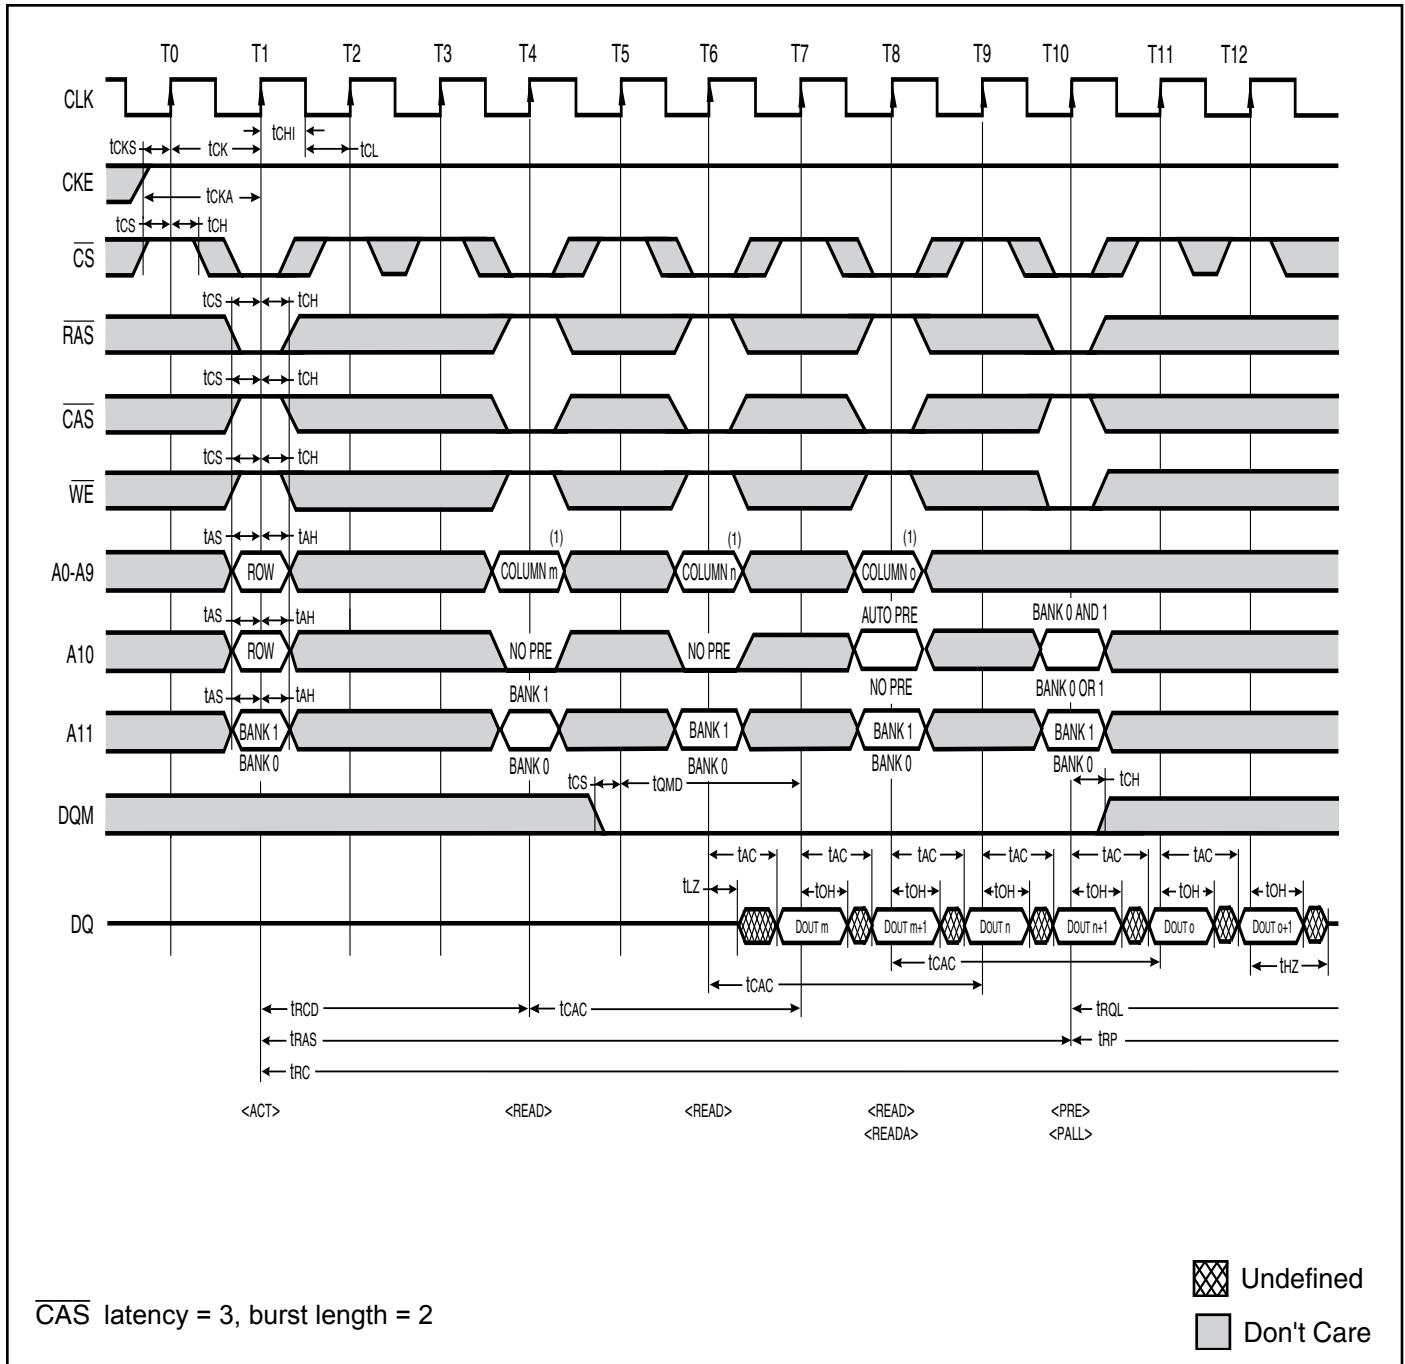 T0 T1 T2 T3 T4 T5 T6 T7 T8 T9 T10 T11 T12
CLK
tCHI
tCKS tCK tCL
CKE
tCKA
tCS tCH
CS
tCS tCH
RAS
tCS tCH
CAS
tCS tCH
WE
tAS tAH (1) (1) (1)
A0-A9 ROW COLUMN m COLUMN n COLUMN o
tAS tAH AUTO PRE BANK 0 AND 1
A10 ROW NO PRE NO PRE
tAS tAH BANK 1 NO PRE BANK 0 OR 1
A11 BANK 1 BANK 1 BANK 1 BANK 1
BANK 0 BANK 0 BANK 0 BANK 0 BANK 0
tCS tQMD tCH
DQM
tAC tAC tAC tAC tAC tAC
tLZ tOH tOH tOH tOH tOH tOH
DQ DOUT m DOUT m+1 DOUT n DOUT n+1 DOUT o DOUT o+1
tCAC tHZ
tCAC
tRCD tCAC tRQL
tRAS tRP
tRC
<ACT> <READ> <READ> <READ> <PRE>
<READA> <PALL>
Undefined
CAS latency = 3, burst length = 2
Don't Care